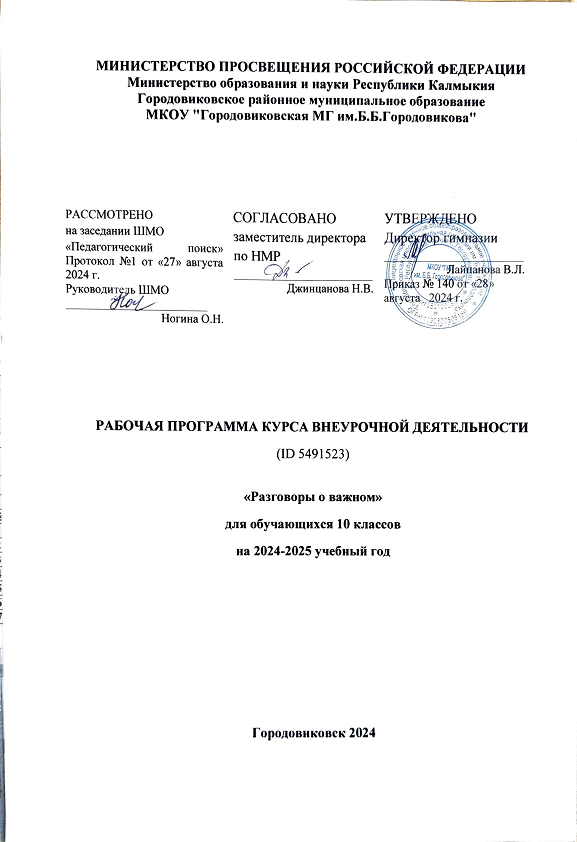 МИНИСТЕРСТВО ПРОСВЕЩЕНИЯ РОССИЙСКОЙ ФЕДЕРАЦИИ
Министерство образования и науки Республики Калмыкия
Городовиковское районное муниципальное образование
МКОУ "Городовиковская МГ им.Б.Б.Городовикова"
РАССМОТРЕНО
на заседании ШМО
«Педагогический поиск»
Протокол №1 от «27» августа
2024 г.
Руководитель ШМО
Ногина О.Н.
СОГЛАСОВАНО
заместитель директора
по НМР
Джинцанова Н.В.
УТВЕРЖДЕНО
Директор гимназии
Лайпанова В.Л.
Приказ № 140 от «28»
августа 2024 г.
РАБОЧАЯ ПРОГРАММА КУРСА ВНЕУРОЧНОЙ ДЕЯТЕЛЬНОСТИ
(ID 5491523)
«Разговоры о важном»
для обучающихся 10 классов
на 2024-2025 учебный год
Городовиковск 2024